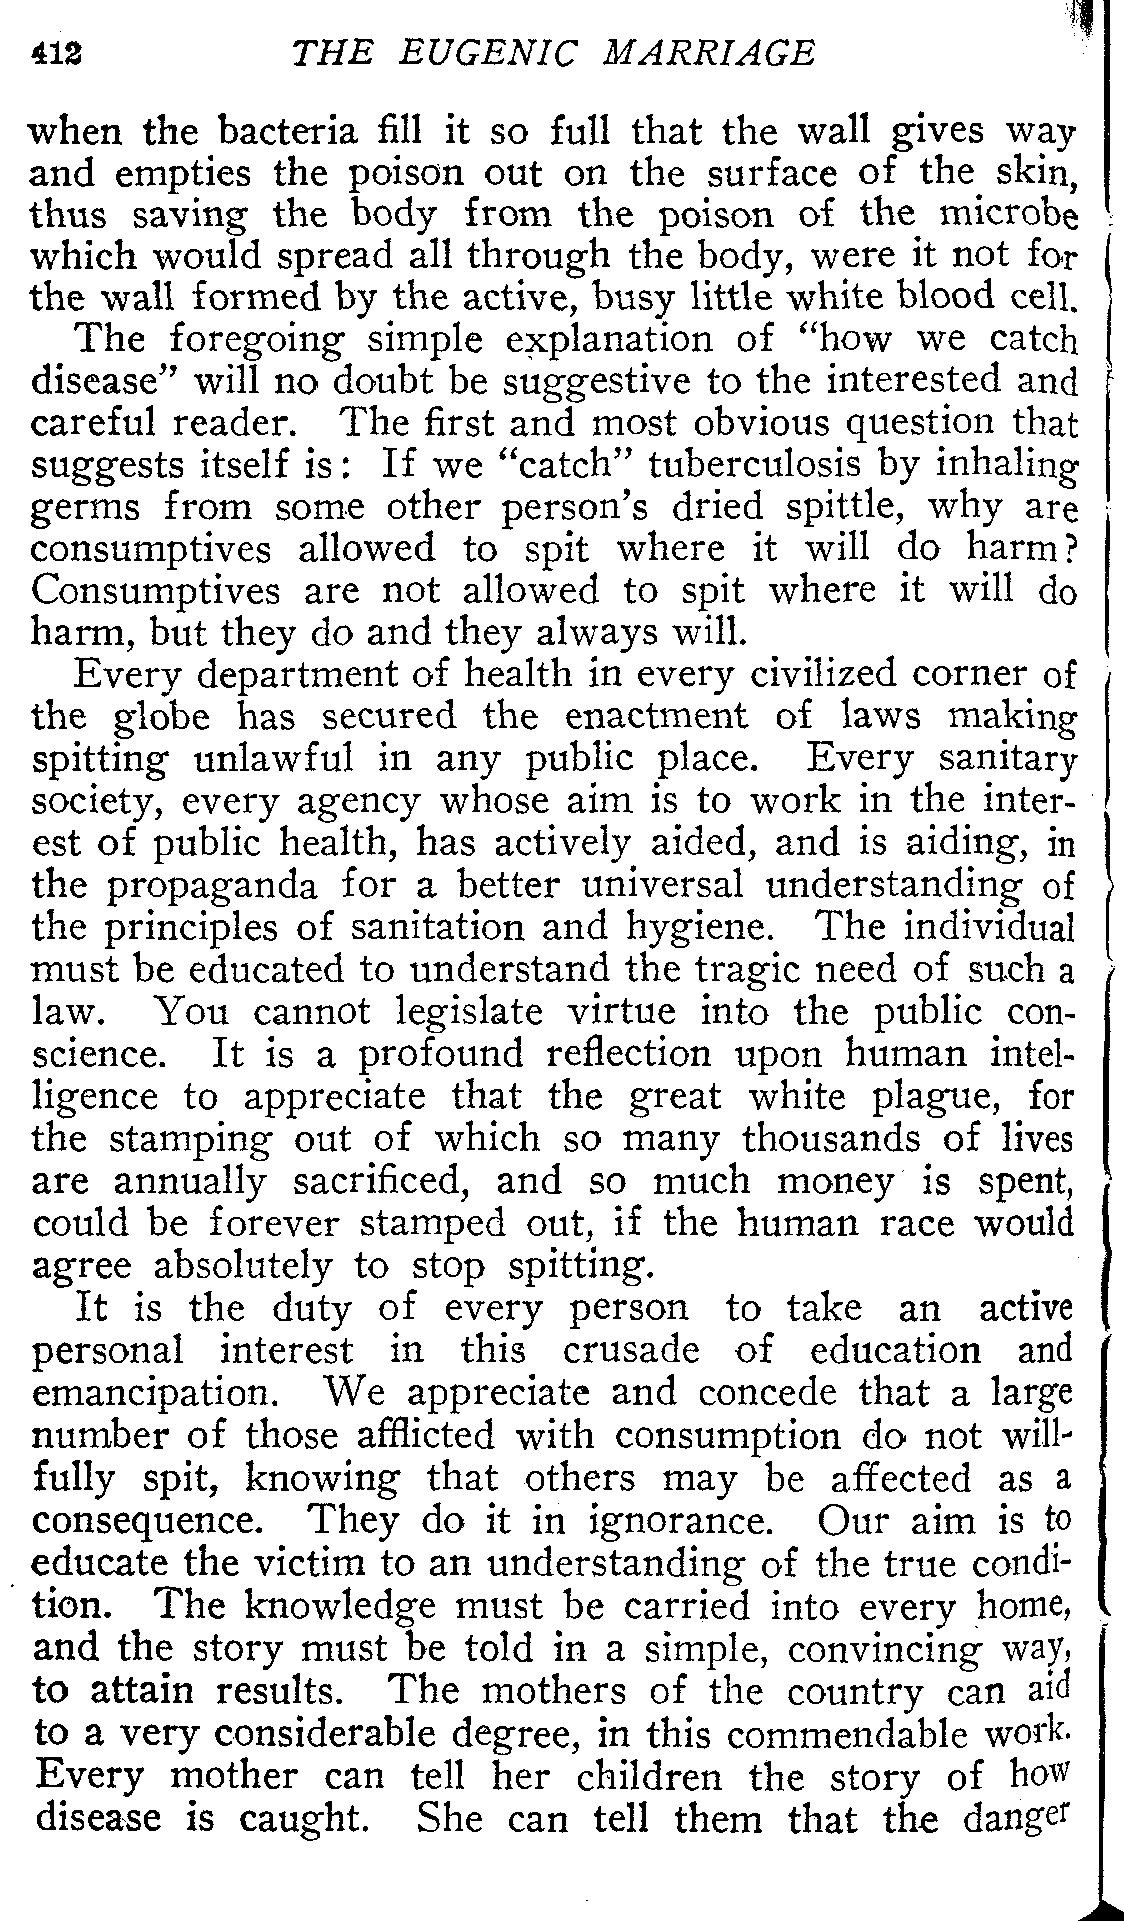 412 THE EUGENIC MARRIAGE
when the bacteria fill it so full that the wall gives way
and empties the poison out on the surface of the skin,
thus saving the body from the poison of the microbe
which would spread all through the body, were it not for
the wall formed by the active, busy little white blood cell.
The foregoing simple explanation of "how we catch
disease" will no doubt be suggestive to the interested and
careful reader. The first and most obvious question that
suggests itself is: If we "catch" tuberculosis by inhaling
germs from some other person's dried spittle, why are
consumptives allowed to spit where it will do harm?
Consumptives are not allowed to spit where it will do
harm, but they do and they always will.
Every department of health in every civilized corner of
the globe has secured the enactment of laws making
spitting unlawful in any public place. Every sanitary
society, every agency whose aim is to work in the inter-
est of public health, has actively aided, and is aiding, in
the propaganda for a better universal understanding of
the principles of sanitation and hygiene. The individual
must be educated to understand the tragic need of such a
law. You cannot legislate virtue into the public con-
science. It is a profound reflection upon human intel-
ligence to appreciate that the great white plague, for
the stamping out of which so many thousands of lives
are annually sacrificed, and so much money is spent,
could be forever stamped out, if the human race would
agree absolutely to stop spitting.
It is the duty of every person to take an active
personal interest in this crusade of education and
emancipation. We appreciate and concede that a large
number of those afflicted with consumption do not will-
fully spit, knowing that others may be affected as a
consequence. They do it in ignorance. Our aim is to
educate the victim to an understanding of the true condi-
tion. The knowledge must be carried into every home,
and the story must be told in a simple, convincing way,
to attain results. The mothers of the country can aid
to a very considerable degree, in this commendable work.
Every mother can tell her children the story of how
disease is caught. She can tell them that the danger